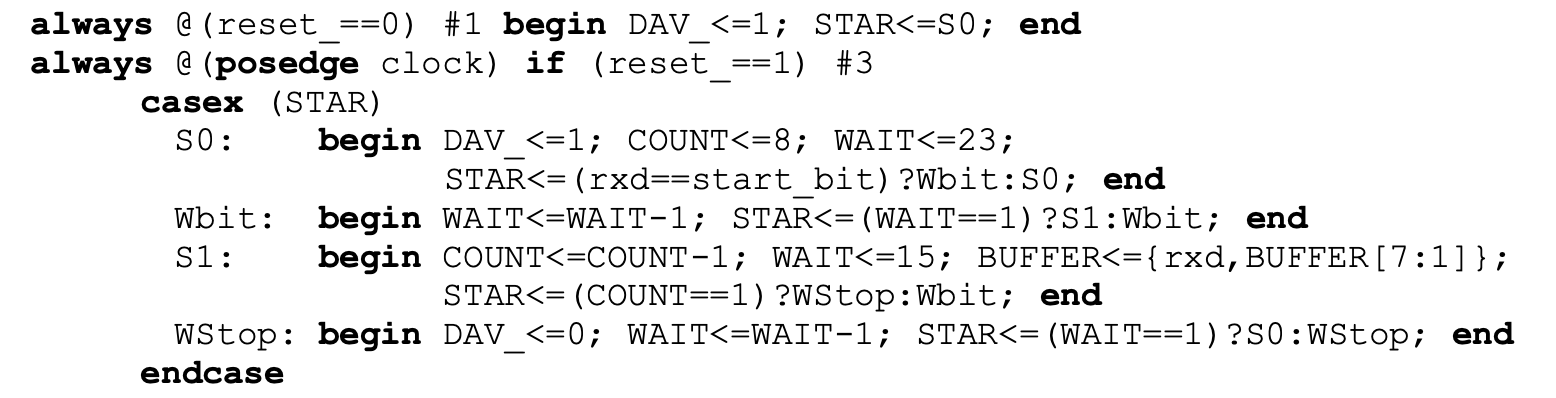 always @(reset_==0) #1 begin DAV_<=1; STAR<=S0; end
always @(posedge clock) if (reset_==1) #3
casex (STAR)
S0: begin DAV_<=1; COUNT<=8; WAIT<=23;
STAR<=(rxd==start_bit)?Wbit:S0; end
Wbit: begin WAIT<=WAIT-1; STAR<=(WAIT==1)?S1:Wbit; end
S1: begin COUNT<=COUNT-1; WAIT<=15; BUFFER<={rxd,BUFFER[7:1]};
STAR<=(COUNT==1)?WStop:Wbit; end
WStop: begin DAV_<=0; WAIT<=WAIT-1; STAR<=(WAIT==1)?S0:WStop; end
endcase